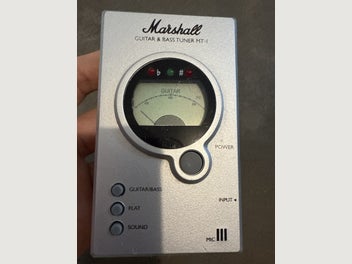 Marshall
GUITAR & BASS TUNER MT-1
♭ #
GUITAR
POWER
GUITAR/BASS
FLAT
INPUT
SOUND
MIC